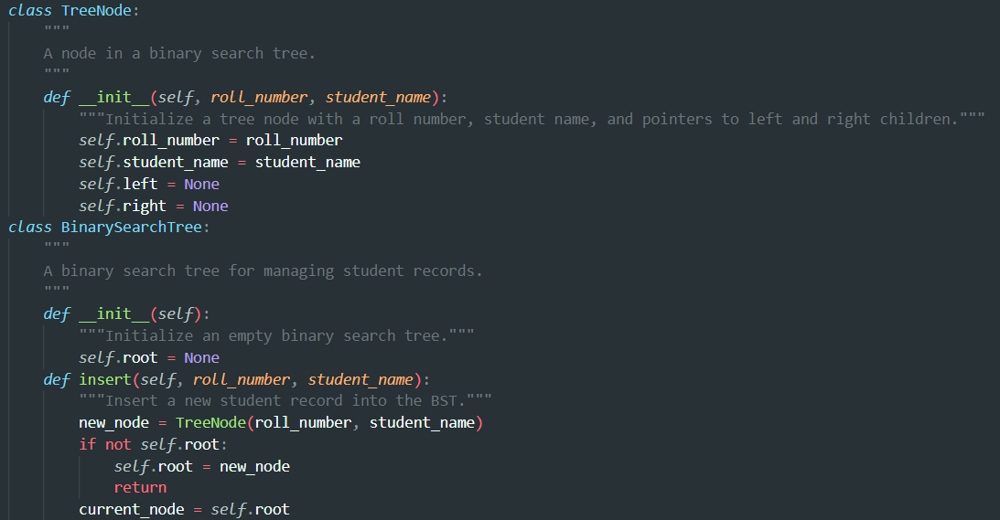 class TreeNode:
    """
    A node in a binary search tree.
    """
    def __init__(self, roll_number, student_name):
        """Initialize a tree node with a roll number, student name, and pointers to left and right children."""
        self.roll_number = roll_number
        self.student_name = student_name
        self.left = None
        self.right = None
class BinarySearchTree:
    """
    A binary search tree for managing student records.
    """
    def __init__(self):
        """Initialize an empty binary search tree."""
        self.root = None
    def insert(self, roll_number, student_name):
        """Insert a new student record into the BST."""
        new_node = TreeNode(roll_number, student_name)
        if not self.root:
            self.root = new_node
            return
        current_node = self.root